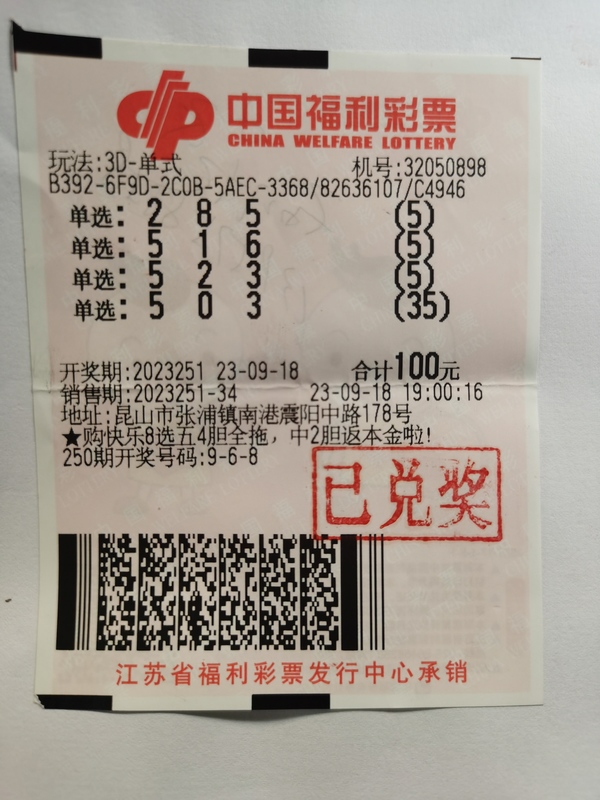 中国福利彩票
CHINA WELFARE LOTTERY
玩法:3D-单式 机号:32050898
B392-6F9D-2C0B-5AEC-3368/82636107/C4946
单选: 2 8 5 (5)
单选: 5 1 6 (5)
单选: 5 2 3 (5)
单选: 5 0 3 (35)
开奖期:2023251 23-09-18 合计100元
销售期:2023251-34 23-09-18 19:00:16
地址:昆山市张浦镇南港震阳中路178号
★购快乐8选五4胆全拖，中2胆返本金啦!
250期开奖号码:9-6-8
已兑奖
江苏省福利彩票发行中心承销